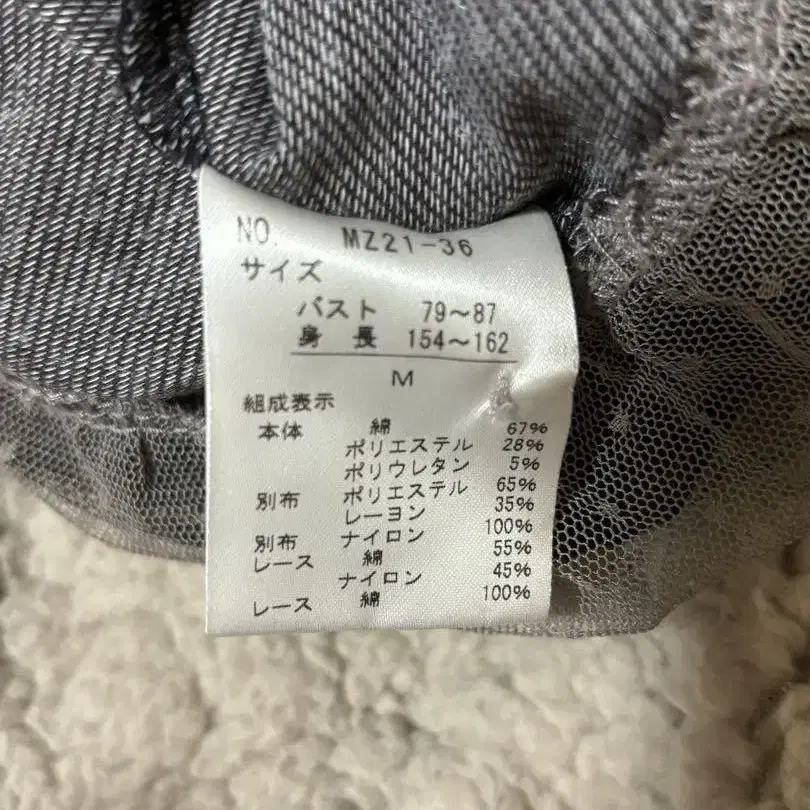 NO. MZ21-36
サイズ
バスト 79～87
身長 154～162
M
組成表示
本体 綿 67%
ポリエステル 28%
ポリウレタン 5%
別布 ポリエステル 65%
レーヨン 35%
別布 ナイロン 100%
レース 綿 55%
ナイロン 45%
レース 綿 100%